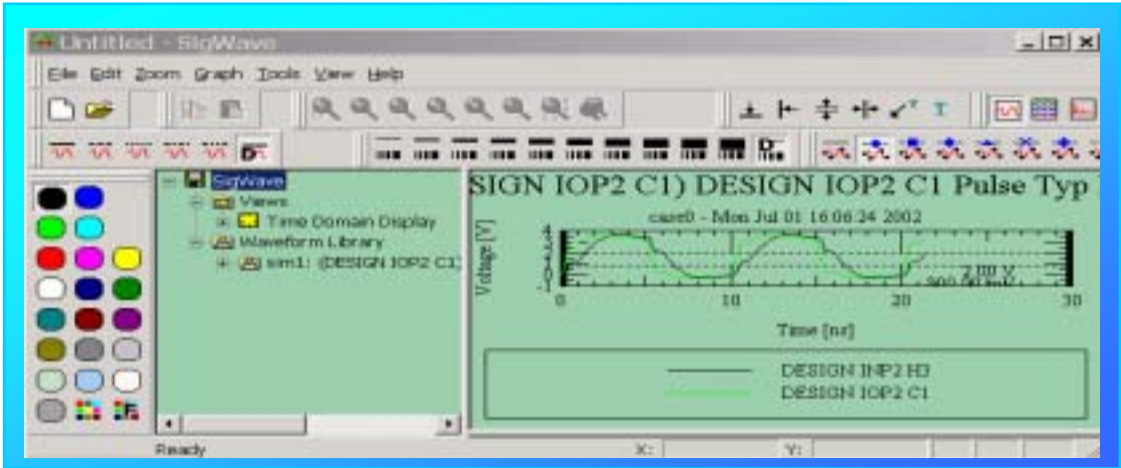 Untitled - SigWave
File Edit Zoom Graph Tools View Help
SigWave
Views
Time Domain Display
Waveform Library
sim1: (DESIGN IOP2 C1
SIGN IOP2 C1) DESIGN IOP2 C1 Pulse Typ
case0 - Mon Jul 01 16:06:24 2002
Voltage [V]
2.00 V
0 10 20 30
Time [ns]
DESIGN INP2 H3
DESIGN IOP2 C1
Ready X: Y: